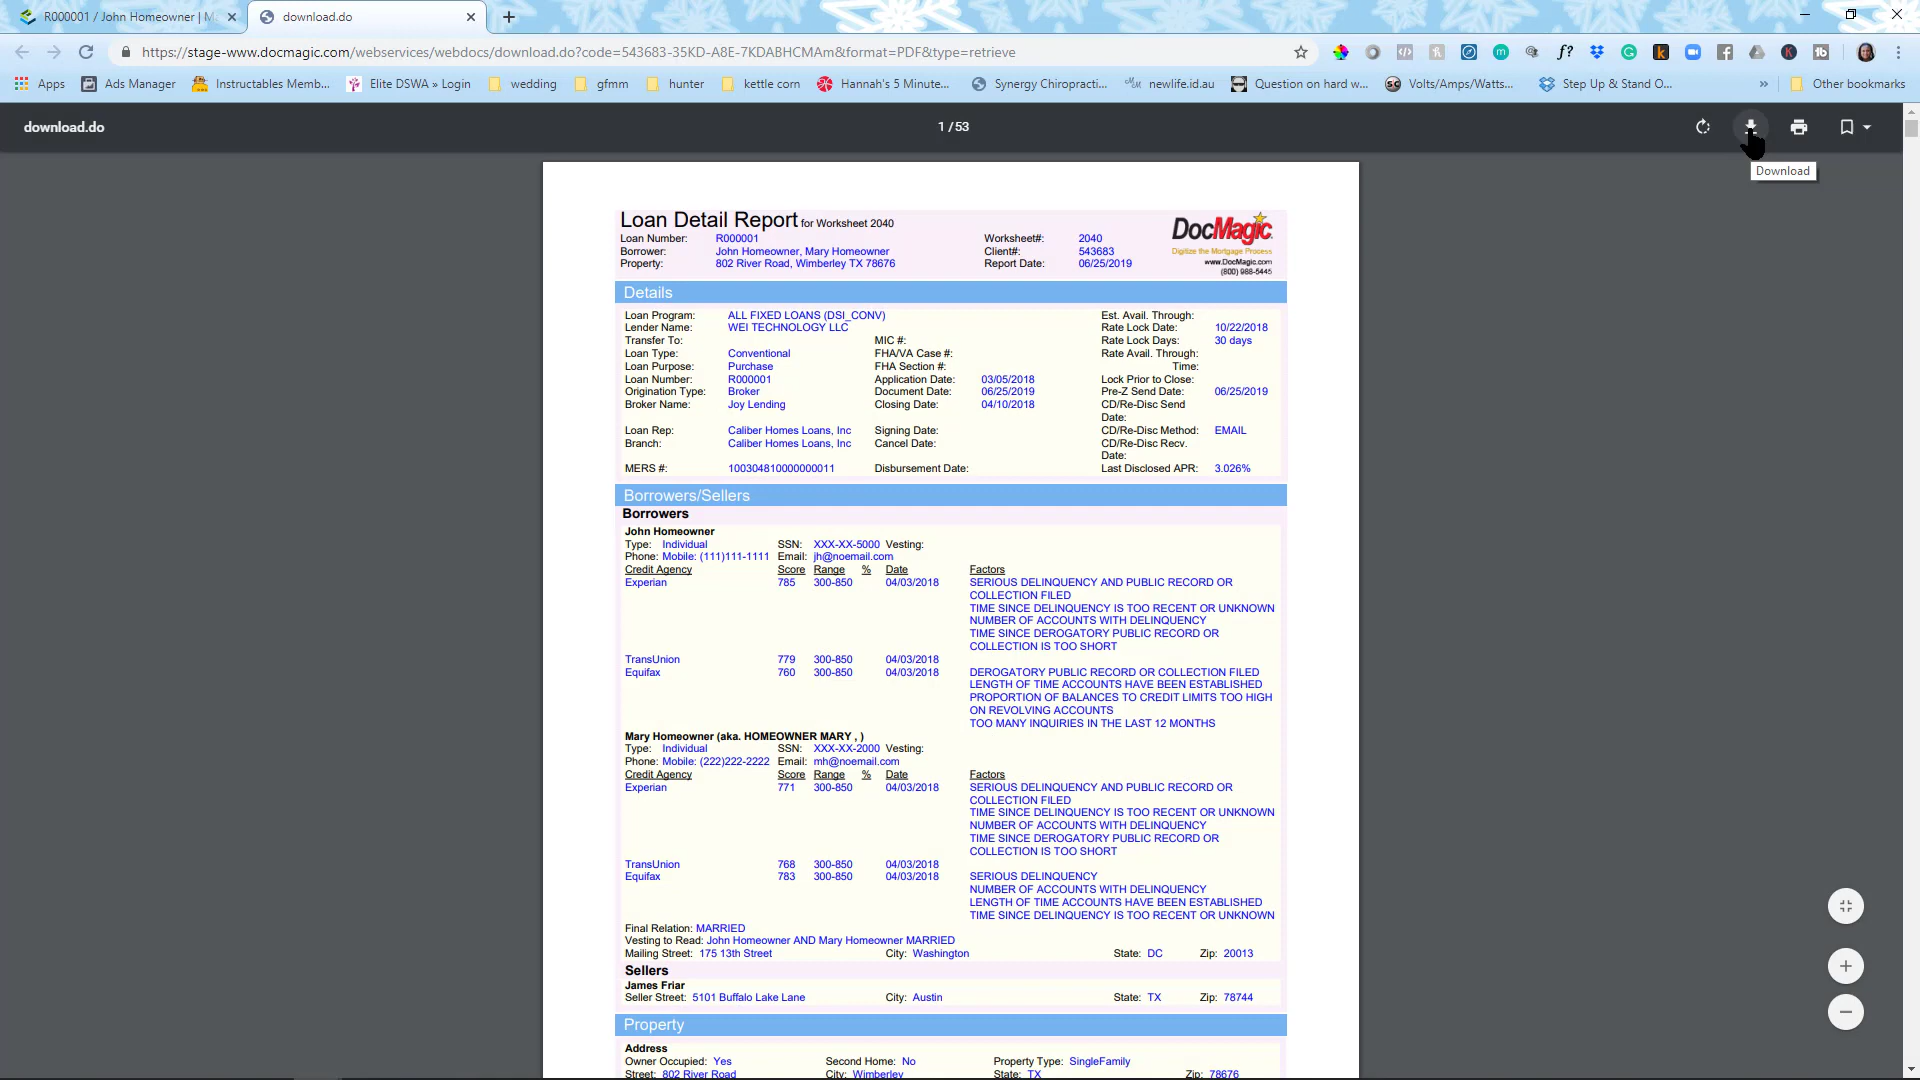 R000001 / John Homeowner | M
download.do
https://stage-www.docmagic.com/webservices/webdocs/download.do?code=543683-35KD-A8E-7KDABHCMAm&format=PDF&type=retrieve
Apps Ads Manager Instructables Memb... Elite DSWA » Login wedding gfmm hunter kettle corn Hannah's 5 Minute... Synergy Chiropracti... newlife.id.au Question on hard w... Volts/Amps/Watts... Step Up & Stand O... » Other bookmarks
download.do 1 / 53
Download
Loan Detail Report for Worksheet 2040
DocMagic
Digitize the Mortgage Process
www.DocMagic.com
(800) 988-5445
Loan Number: R000001 Worksheet#: 2040
Borrower: John Homeowner, Mary Homeowner Client#: 543683
Property: 802 River Road, Wimberley TX 78676 Report Date: 06/25/2019
Details
Loan Program: ALL FIXED LOANS (DSI_CONV) Est. Avail. Through:
Lender Name: WEI TECHNOLOGY LLC Rate Lock Date: 10/22/2018
Transfer To: MIC #: Rate Lock Days: 30 days
Loan Type: Conventional FHA/VA Case #: Rate Avail. Through:
Loan Purpose: Purchase FHA Section #: Time:
Loan Number: R000001 Application Date: 03/05/2018 Lock Prior to Close:
Origination Type: Broker Document Date: 06/25/2019 Pre-Z Send Date: 06/25/2019
Broker Name: Joy Lending Closing Date: 04/10/2018 CD/Re-Disc Send
Date:
Loan Rep: Caliber Homes Loans, Inc Signing Date: CD/Re-Disc Method: EMAIL
Branch: Caliber Homes Loans, Inc Cancel Date: CD/Re-Disc Recv.
Date:
MERS #: 100304810000000011 Disbursement Date: Last Disclosed APR: 3.026%
Borrowers/Sellers
Borrowers
John Homeowner
Type: Individual SSN: XXX-XX-5000 Vesting:
Phone: Mobile: (111)111-1111 Email: jh@noemail.com
Credit Agency Score Range % Date Factors
Experian 785 300-850 04/03/2018 SERIOUS DELINQUENCY AND PUBLIC RECORD OR
COLLECTION FILED
TIME SINCE DELINQUENCY IS TOO RECENT OR UNKNOWN
NUMBER OF ACCOUNTS WITH DELINQUENCY
TIME SINCE DEROGATORY PUBLIC RECORD OR
COLLECTION IS TOO SHORT
TransUnion 779 300-850 04/03/2018
Equifax 760 300-850 04/03/2018 DEROGATORY PUBLIC RECORD OR COLLECTION FILED
LENGTH OF TIME ACCOUNTS HAVE BEEN ESTABLISHED
PROPORTION OF BALANCES TO CREDIT LIMITS TOO HIGH
ON REVOLVING ACCOUNTS
TOO MANY INQUIRIES IN THE LAST 12 MONTHS
Mary Homeowner (aka. HOMEOWNER MARY , )
Type: Individual SSN: XXX-XX-2000 Vesting:
Phone: Mobile: (222)222-2222 Email: mh@noemail.com
Credit Agency Score Range % Date Factors
Experian 771 300-850 04/03/2018 SERIOUS DELINQUENCY AND PUBLIC RECORD OR
COLLECTION FILED
TIME SINCE DELINQUENCY IS TOO RECENT OR UNKNOWN
NUMBER OF ACCOUNTS WITH DELINQUENCY
TIME SINCE DEROGATORY PUBLIC RECORD OR
COLLECTION IS TOO SHORT
TransUnion 768 300-850 04/03/2018
Equifax 783 300-850 04/03/2018 SERIOUS DELINQUENCY
NUMBER OF ACCOUNTS WITH DELINQUENCY
LENGTH OF TIME ACCOUNTS HAVE BEEN ESTABLISHED
TIME SINCE DELINQUENCY IS TOO RECENT OR UNKNOWN
Final Relation: MARRIED
Vesting to Read: John Homeowner AND Mary Homeowner MARRIED
Mailing Street: 175 13th Street City: Washington State: DC Zip: 20013
Sellers
James Friar
Seller Street: 5101 Buffalo Lake Lane City: Austin State: TX Zip: 78744
Property
Address
Owner Occupied: Yes Second Home: No Property Type: SingleFamily
Street: 802 River Road City: Wimberley State: TX Zip: 78676